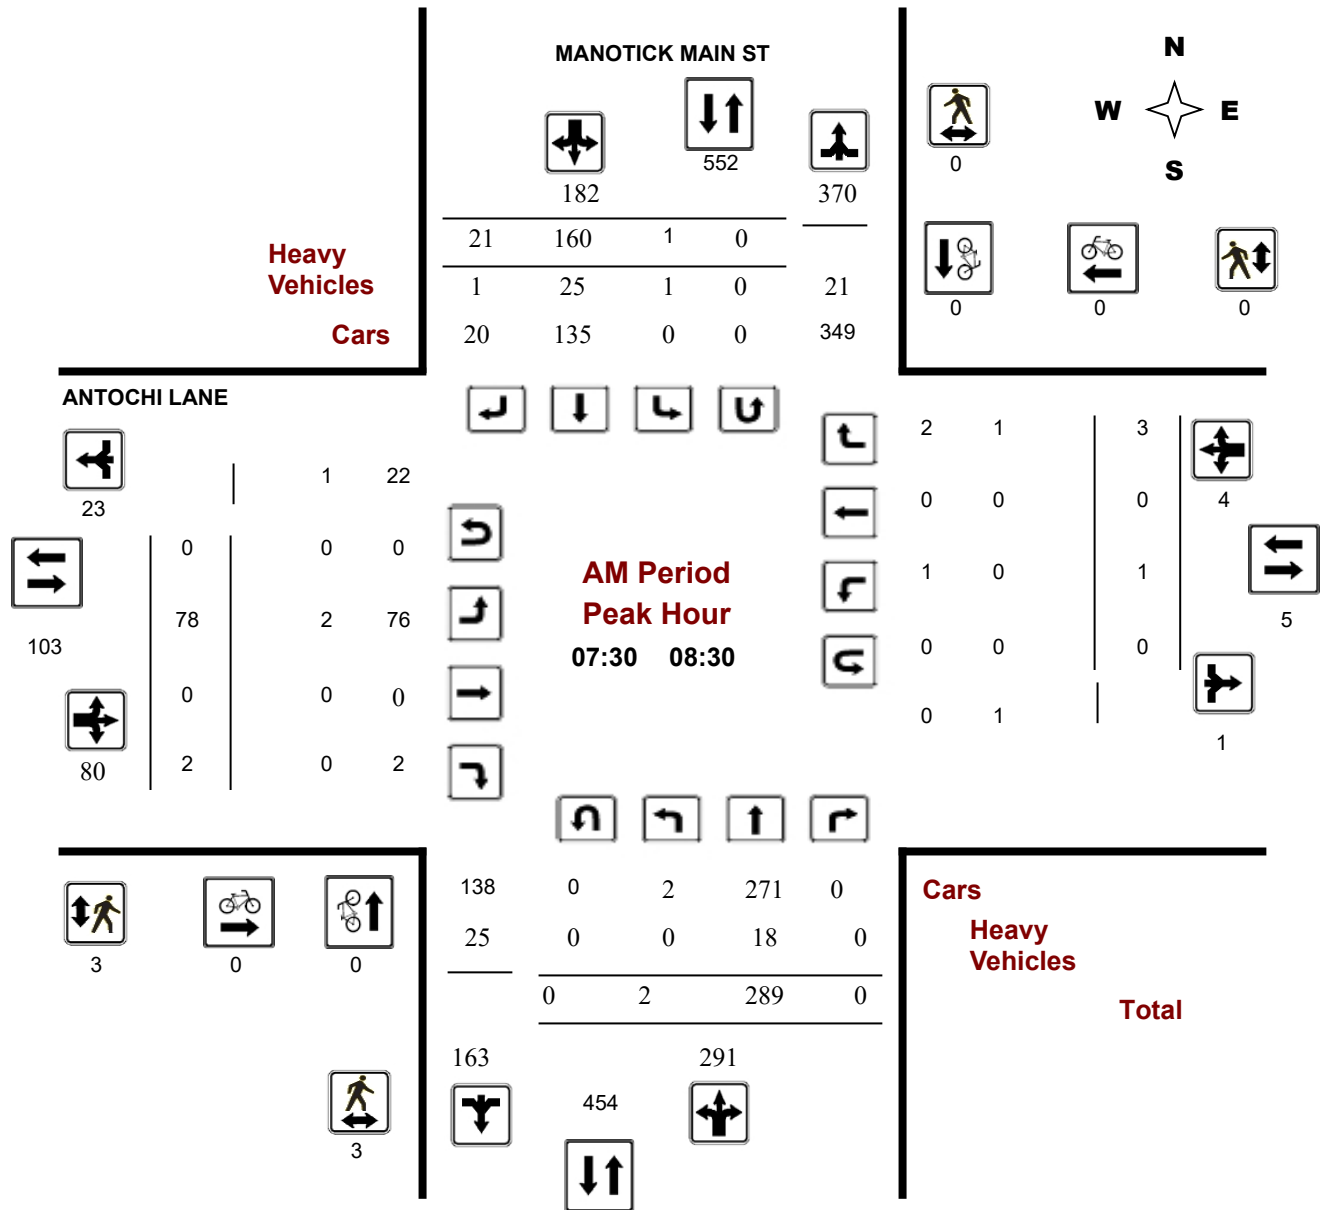 MANOTICK MAIN ST
N
W E
S
552
0
182
370
21 160 1 0
Heavy
Vehicles
1 25 1 0 21
0 0 0
Cars
20 135 0 0 349
ANTOCHI LANE
2 1 3
1 22
23
0 0 0
4
0 0 0
AM Period
1 0 1
Peak Hour
78 2 76
5
103
07:30 08:30
0 0 0
0 0 0
0 1
1
80
2 0 2
138 0 2 271 0
Cars
25 0 0 18 0
Heavy
Vehicles
3 0 0
0 2 289 0
Total
163 291
454
3